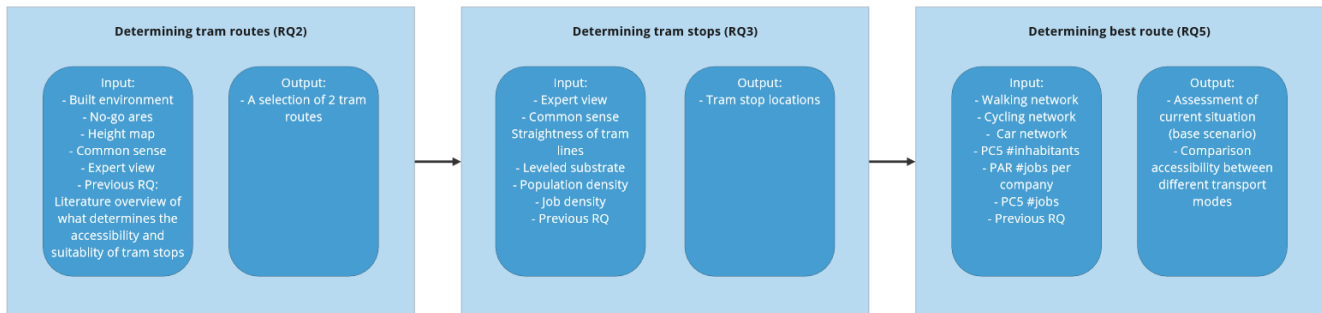 Determining tram routes (RQ2)
Input:
- Built environment
- No-go ares
- Height map
- Common sense
- Expert view
- Previous RQ:
Literature overview of
what determines the
accessibility and
suitablity of tram stops
Output:
- A selection of 2 tram
routes
Determining tram stops (RQ3)
Input:
- Expert view
- Common sense
Straightness of tram
lines
- Leveled substrate
- Population density
- Job density
- Previous RQ
Output:
- Tram stop locations
Determining best route (RQ5)
Input:
- Walking network
- Cycling network
- Car network
- PC5 #inhabitants
- PAR #jobs per
company
- PC5 #jobs
- Previous RQ
Output:
- Assessment of
current situation
(base scenario)
- Comparison
accessibility between
different transport
modes